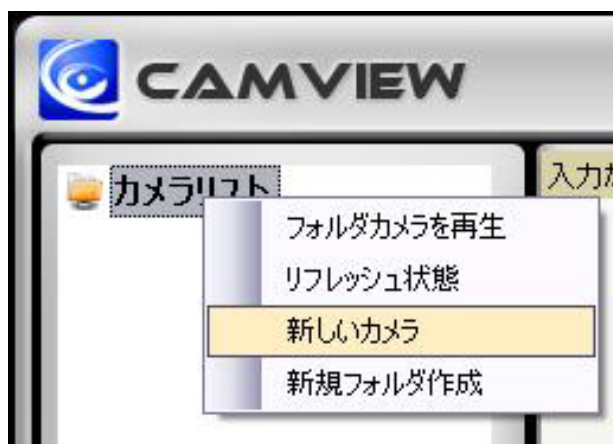 CAMVIEW
カメラリスト
入力
フォルダカメラを再生
リフレッシュ状態
新しいカメラ
新規フォルダ作成